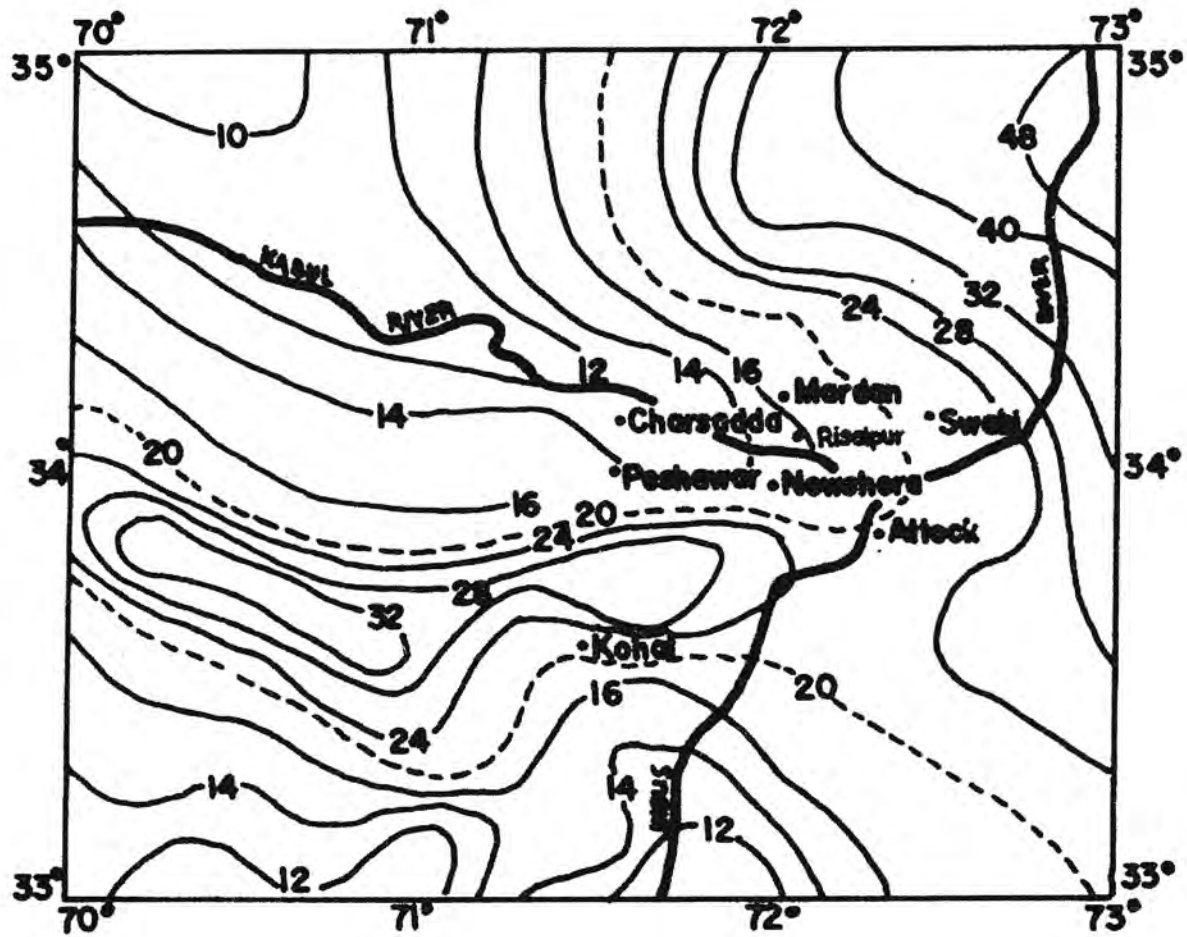 70° 71° 72° 73°
35° 35°
10
48
40
KABUL
RIVER
RIVER
32
24
28
12 14 16
Mardan
14
Charsadda
Risalpur
Swabi
34° 20 34°
Peshawar
Nowshera
16 20
24
Attock
28
32
Kohat
16 20
24
14 14
INDUS
12
12
33° 33°
70° 71° 72° 73°